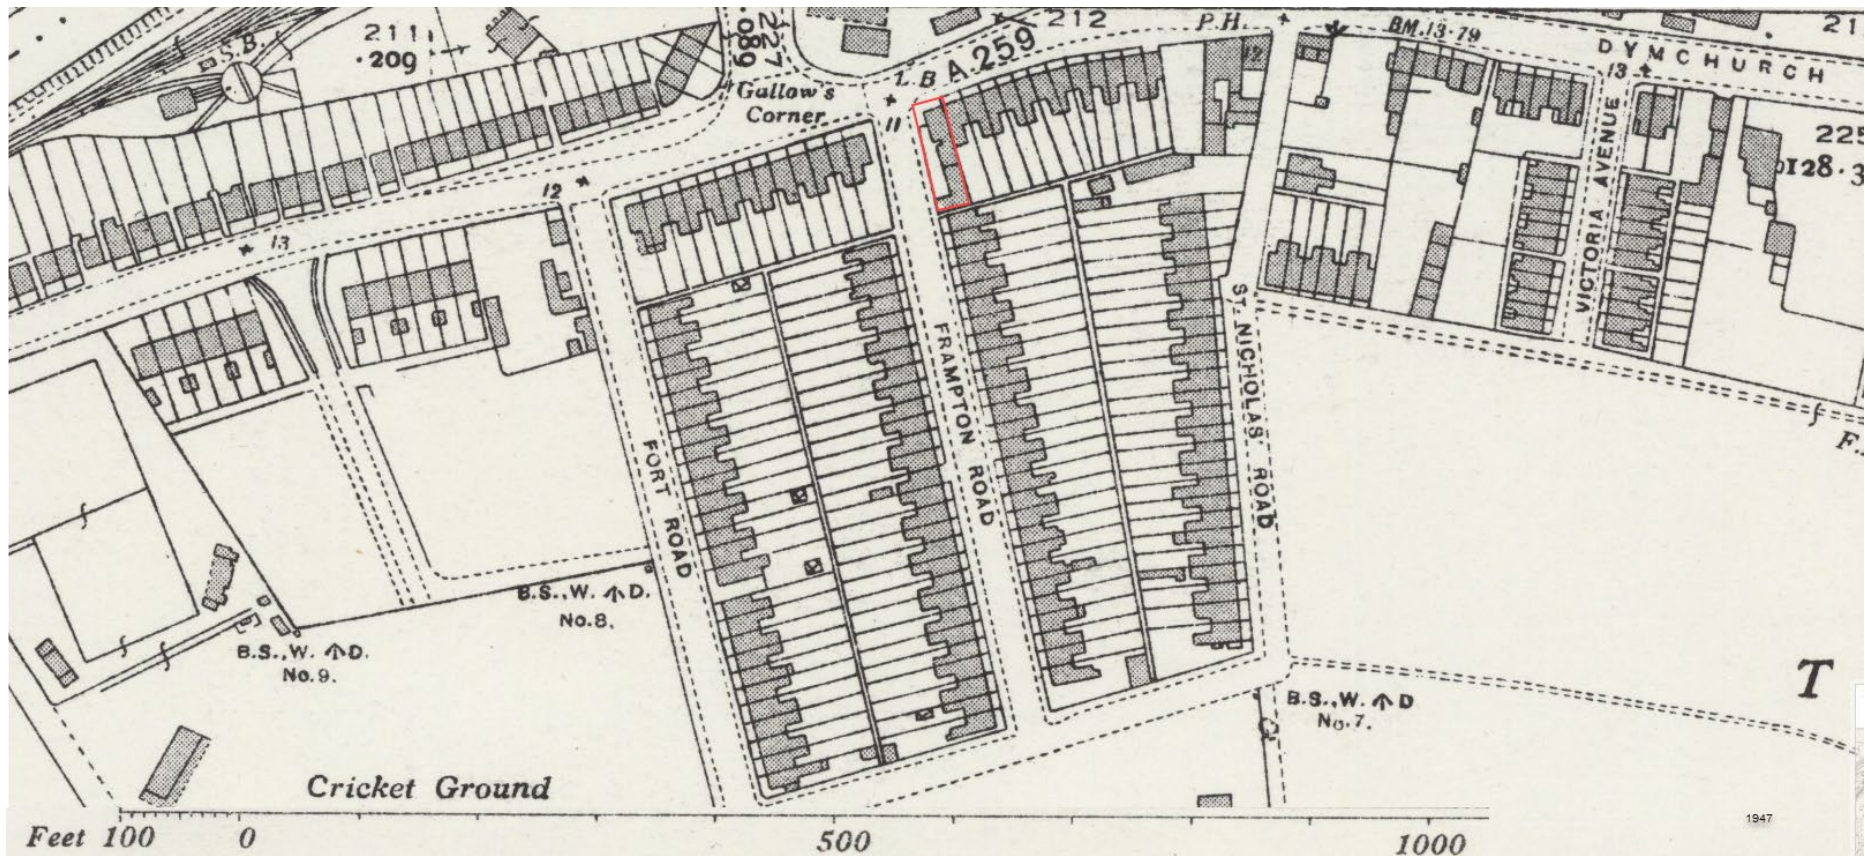 S.B.
211
.209
227
.089
212
A 259
L.B
P.H.
12
BM.13.79
DYMCHURCH
13
Gallow's
Corner
11
12
13
225
128.3
VICTORIA AVENUE
FRAMPTON ROAD
ST. NICHOLAS' ROAD
FORT ROAD
B.S., W. D.
No. 8.
B.S., W. D.
No. 9.
B.S., W. D
No. 7.
T
Cricket Ground
1947
Feet 100 0 500 1000